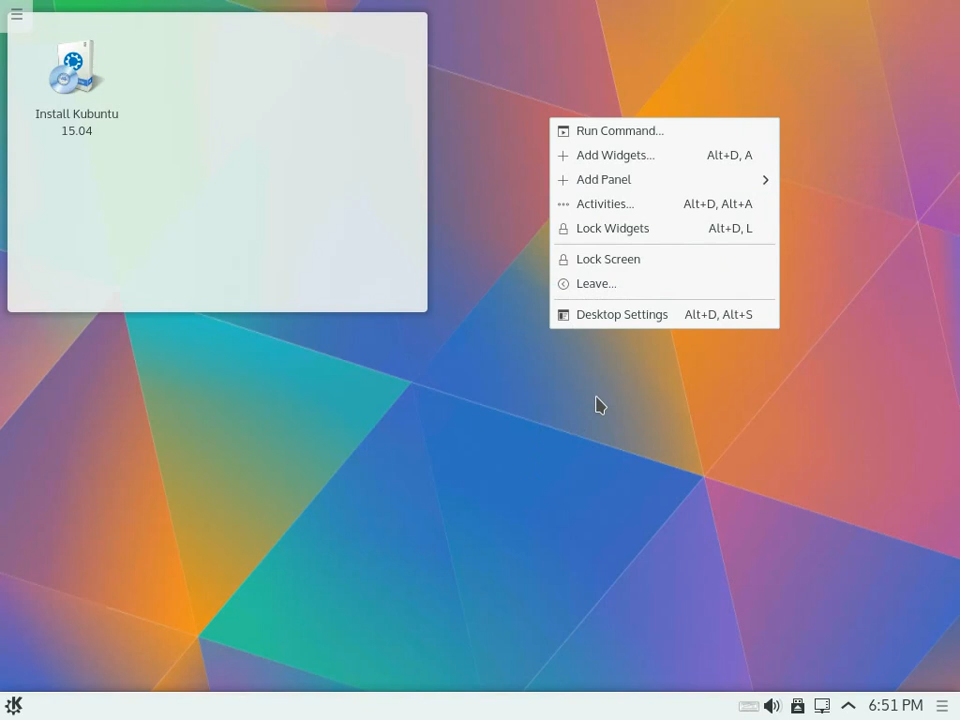 Install Kubuntu
15.04
Run Command...
Add Widgets... Alt+D, A
Add Panel
Activities... Alt+D, Alt+A
Lock Widgets Alt+D, L
Lock Screen
Leave...
Desktop Settings Alt+D, Alt+S
6:51 PM